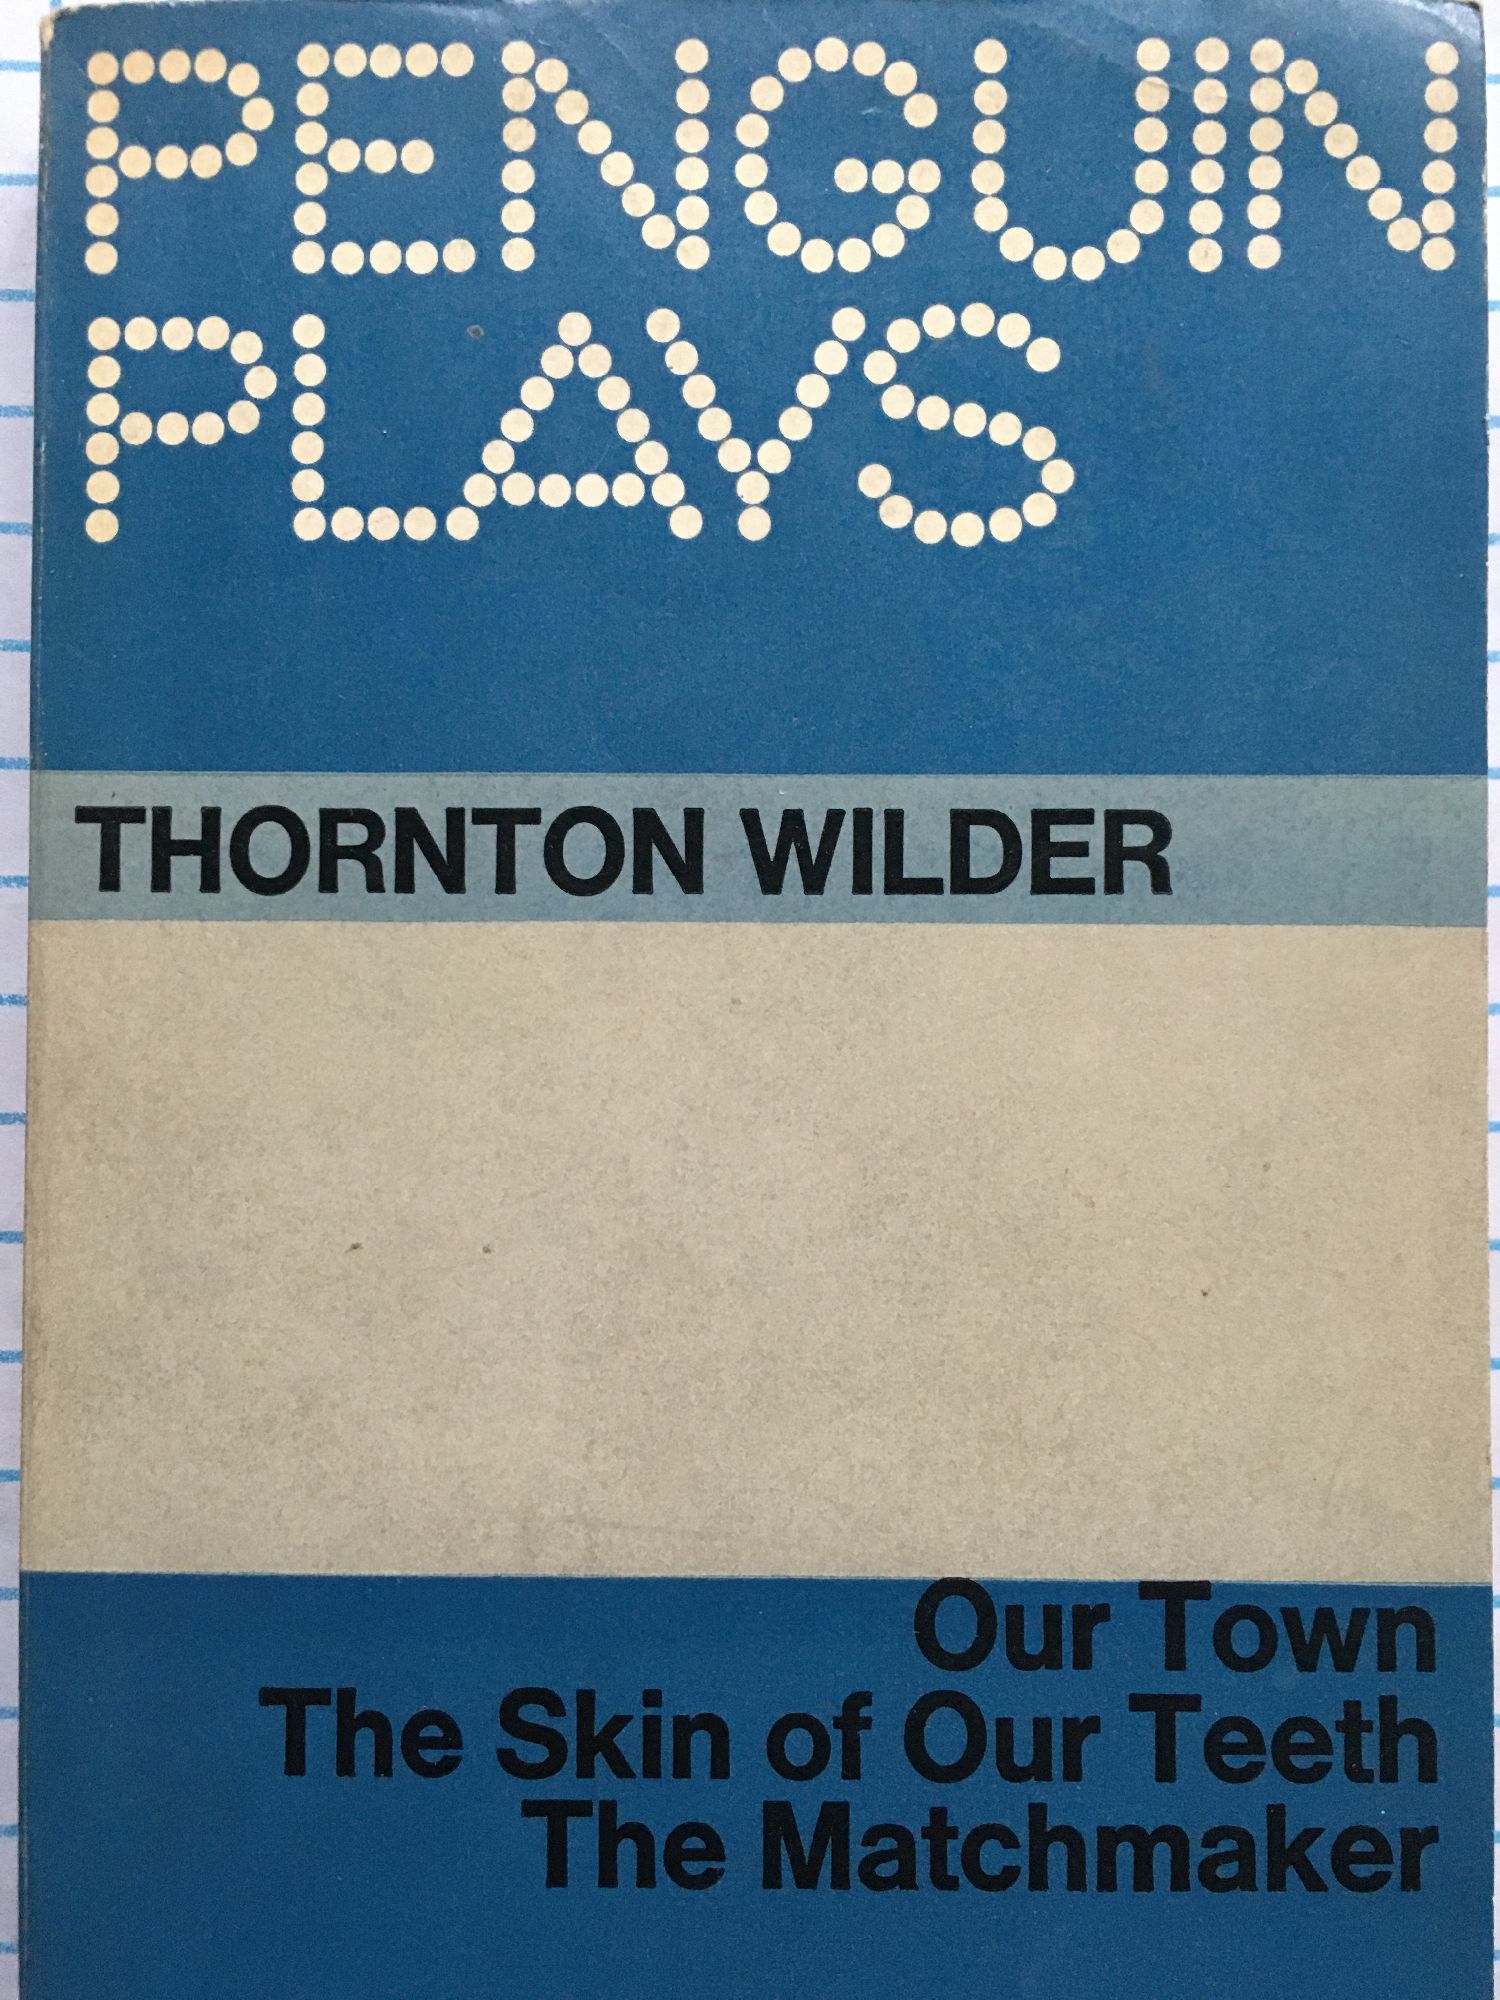 PENGUIN
PLAYS
THORNTON WILDER
Our Town
The Skin of Our Teeth
The Matchmaker